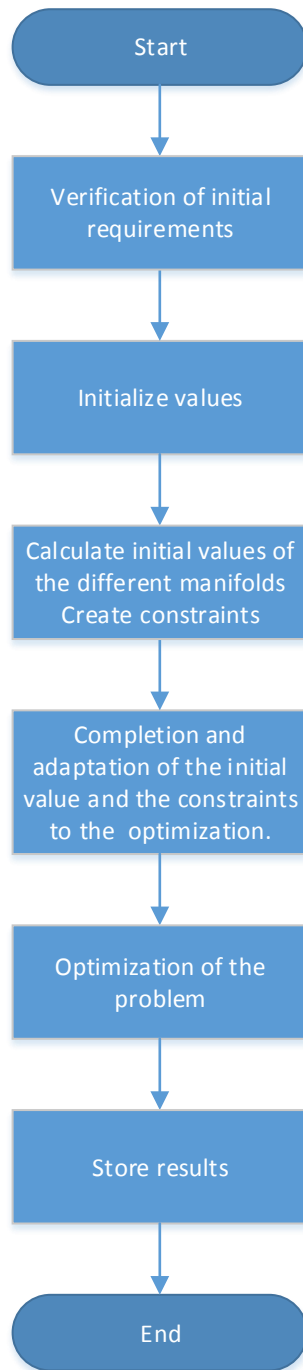 Start
Verification of initial
requirements
Initialize values
Calculate initial values of
the different manifolds
Create constraints
Completion and
adaptation of the initial
value and the constraints
to the optimization.
Optimization of the
problem
Store results
End